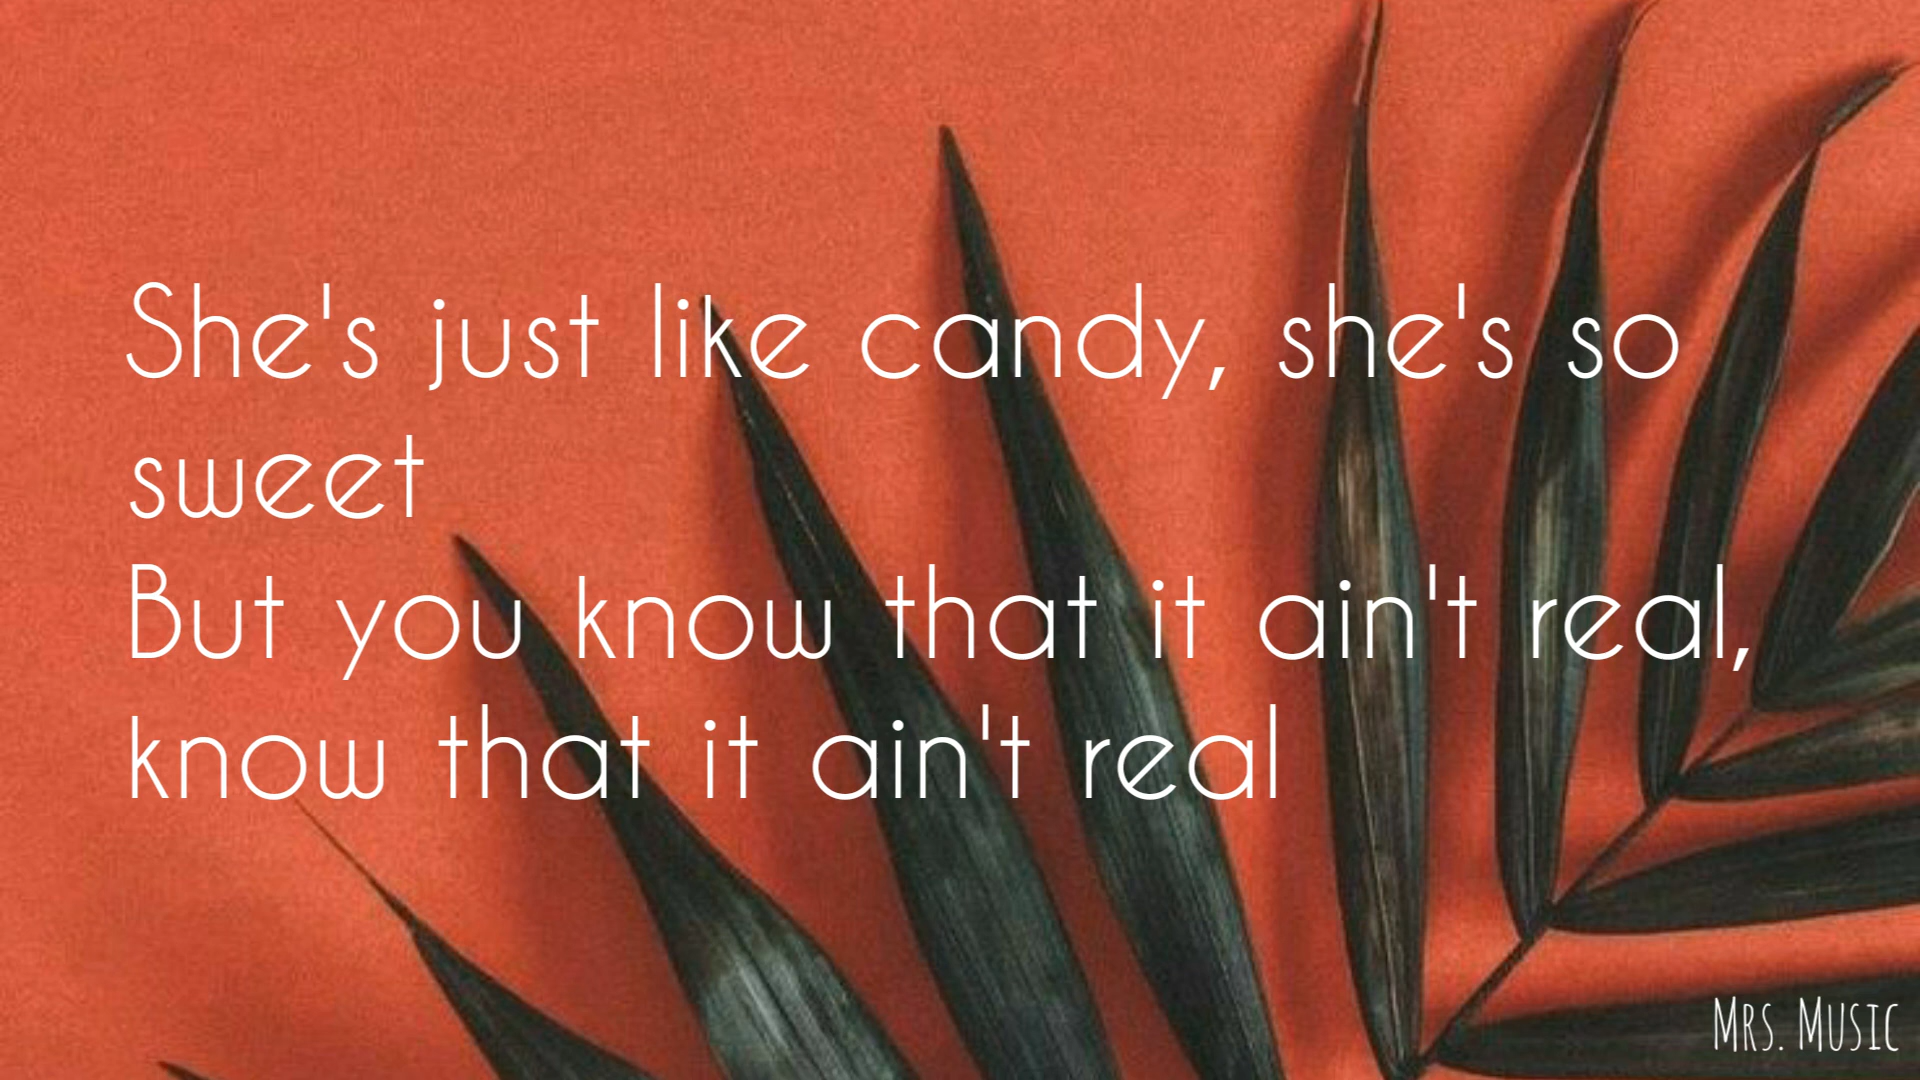 She's just like candy, she's so
sweet
But you know that it ain't real,
know that it ain't real
Mrs. Music